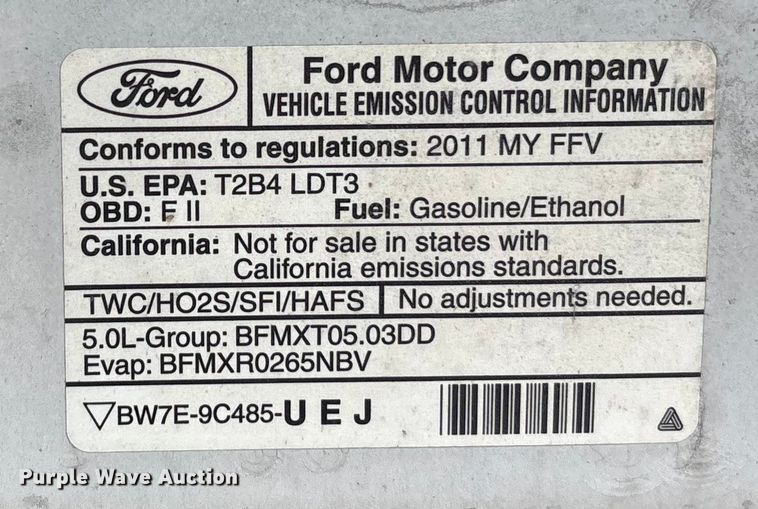 Ford
Ford Motor Company
VEHICLE EMISSION CONTROL INFORMATION
Conforms to regulations: 2011 MY FFV
U.S. EPA: T2B4 LDT3
OBD: F II Fuel: Gasoline/Ethanol
California: Not for sale in states with
California emissions standards.
TWC/HO2S/SFI/HAFS No adjustments needed.
5.0L-Group: BFMXT05.03DD
Evap: BFMXR0265NBV
BW7E-9C485-U E J
Purple Wave Auction